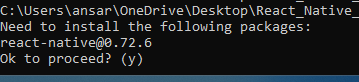 C:\Users\ansar\OneDrive\Desktop\React_Native_
Need to install the following packages:
react-native@0.72.6
Ok to proceed? (y)